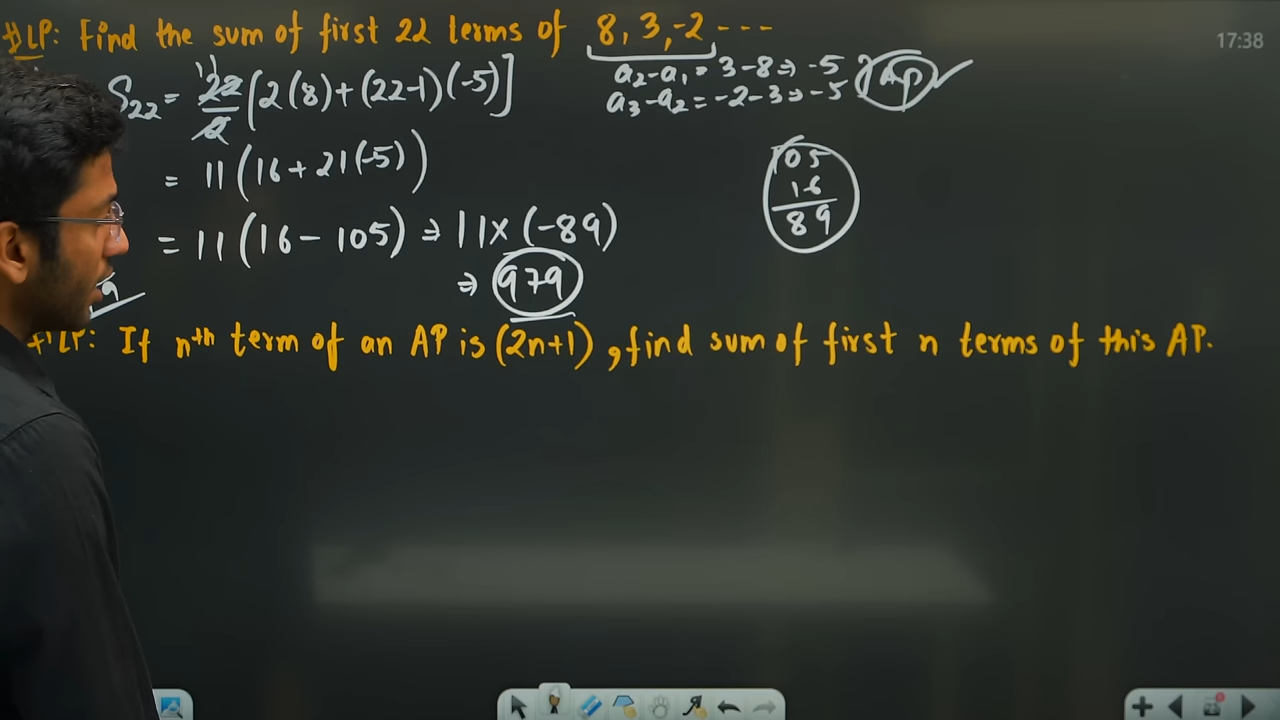 LP: Find the sum of first 22 terms of 8, 3, -2 ---
17:38
S22 = 22/2 [2(8)+(22-1)(-5)]
11
a2-a1 = 3-8 ⇒ -5
a3-a2 = -2-3 ⇒ -5
AP ✓
= 11(16+21(-5))
105
16
89
= 11(16-105) ⇒ 11×(-89)
⇒ 979
LP: If nth term of an AP is (2n+1), find sum of first n terms of this AP.